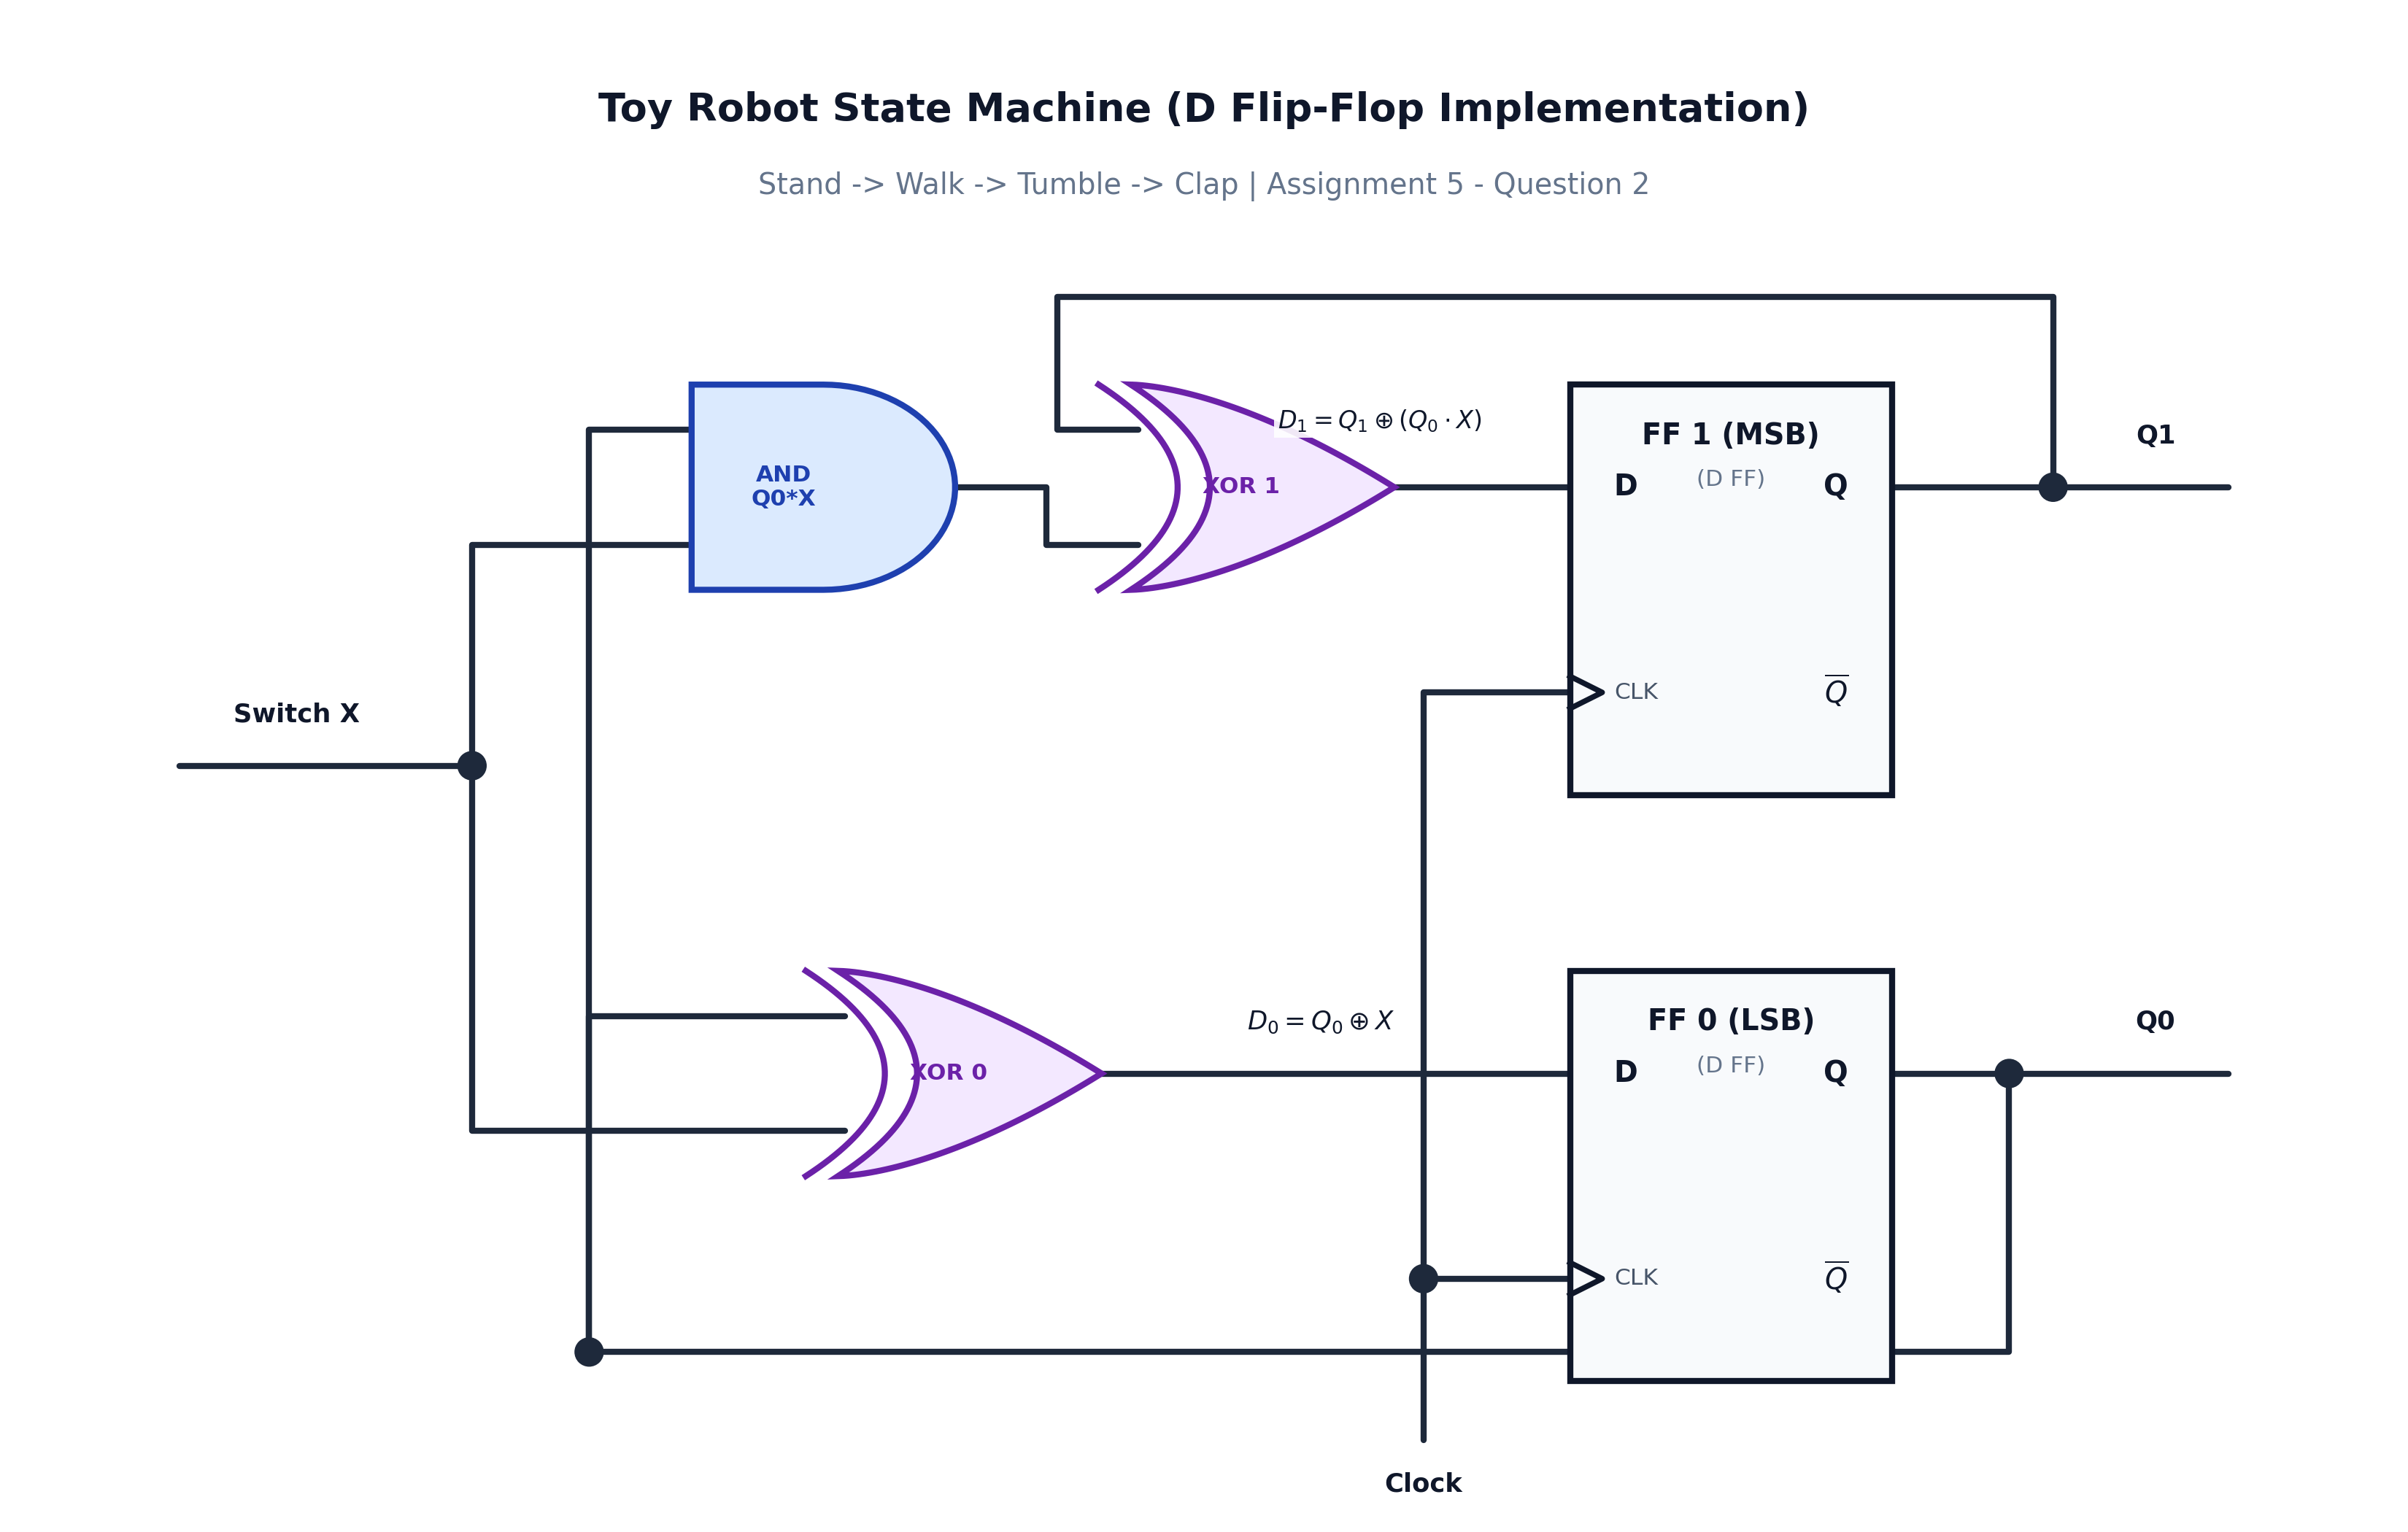 Toy Robot State Machine (D Flip-Flop Implementation)
Stand -> Walk -> Tumble -> Clap | Assignment 5 - Question 2
D₁ = Q₁ ⊕ (Q₀ · X)
FF 1 (MSB)
Q1
AND
Q0*X
XOR 1
D
(D FF)
Q
CLK
Q̅
Switch X
D₀ = Q₀ ⊕ X
FF 0 (LSB)
Q0
XOR 0
D
(D FF)
Q
CLK
Q̅
Clock